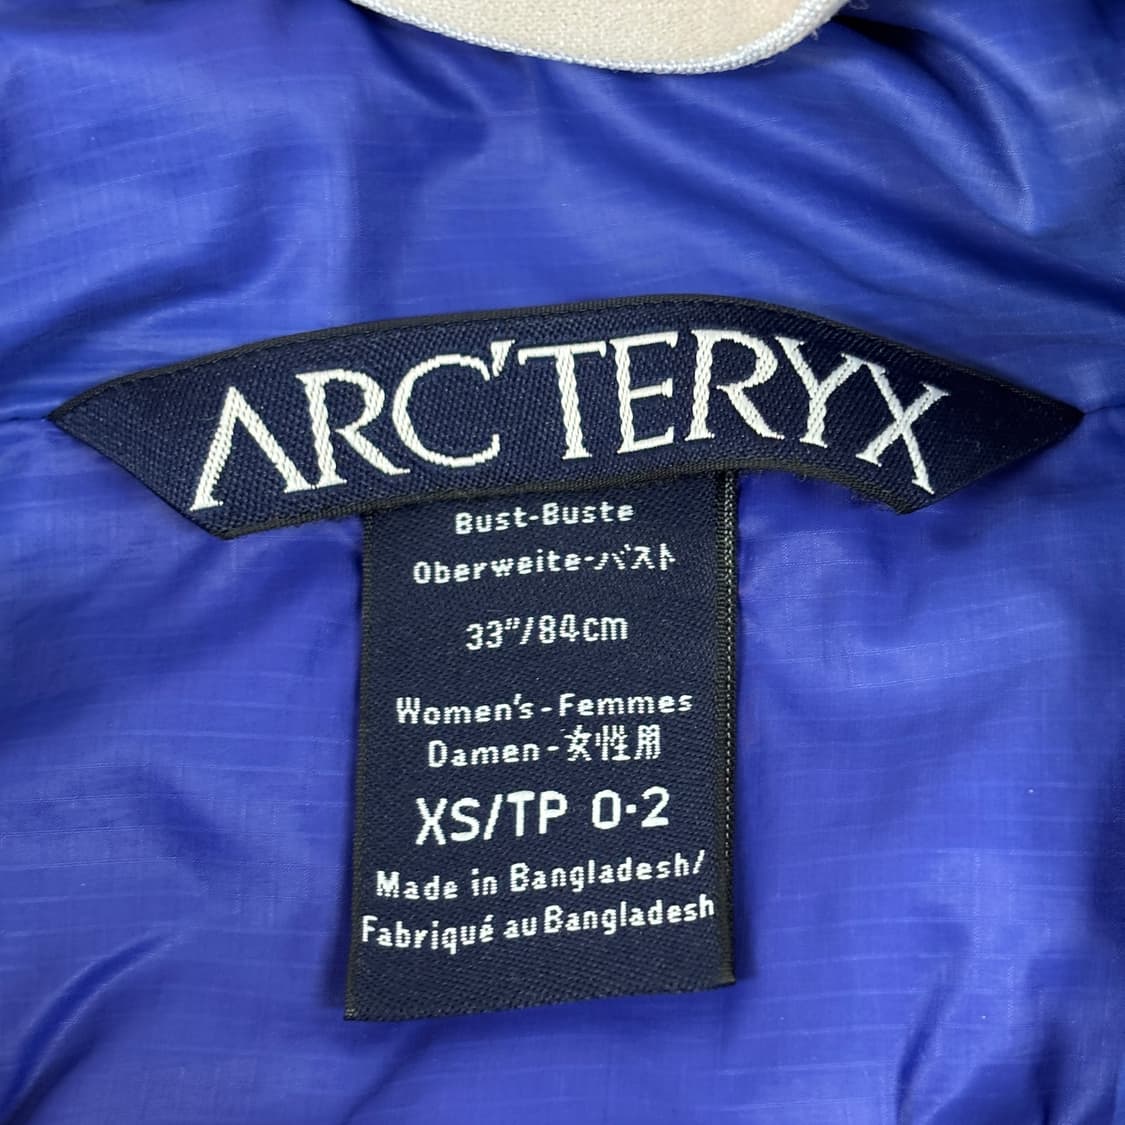 ARC'TERYX
Bust-Buste
Oberweite-バスト
33"/84cm
Women's-Femmes
Damen-女性用
XS/TP 0·2
Made in Bangladesh/
Fabriqué au Bangladesh